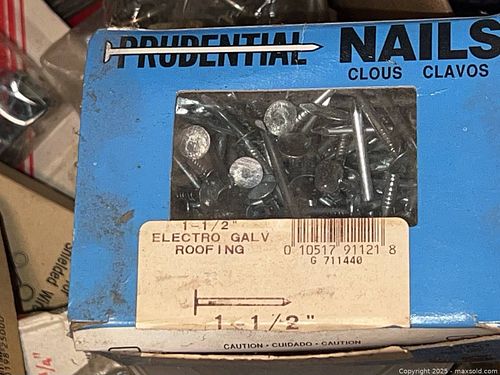 PRUDENTIAL NAILS
CLOUS CLAVOS
1-1/2"
ELECTRO GALV
ROOFING
0 10517 91121 8
G 711440
1-1/2"
CAUTION • CUIDADO • CAUTION
Copyright 2025 - maxsold.com